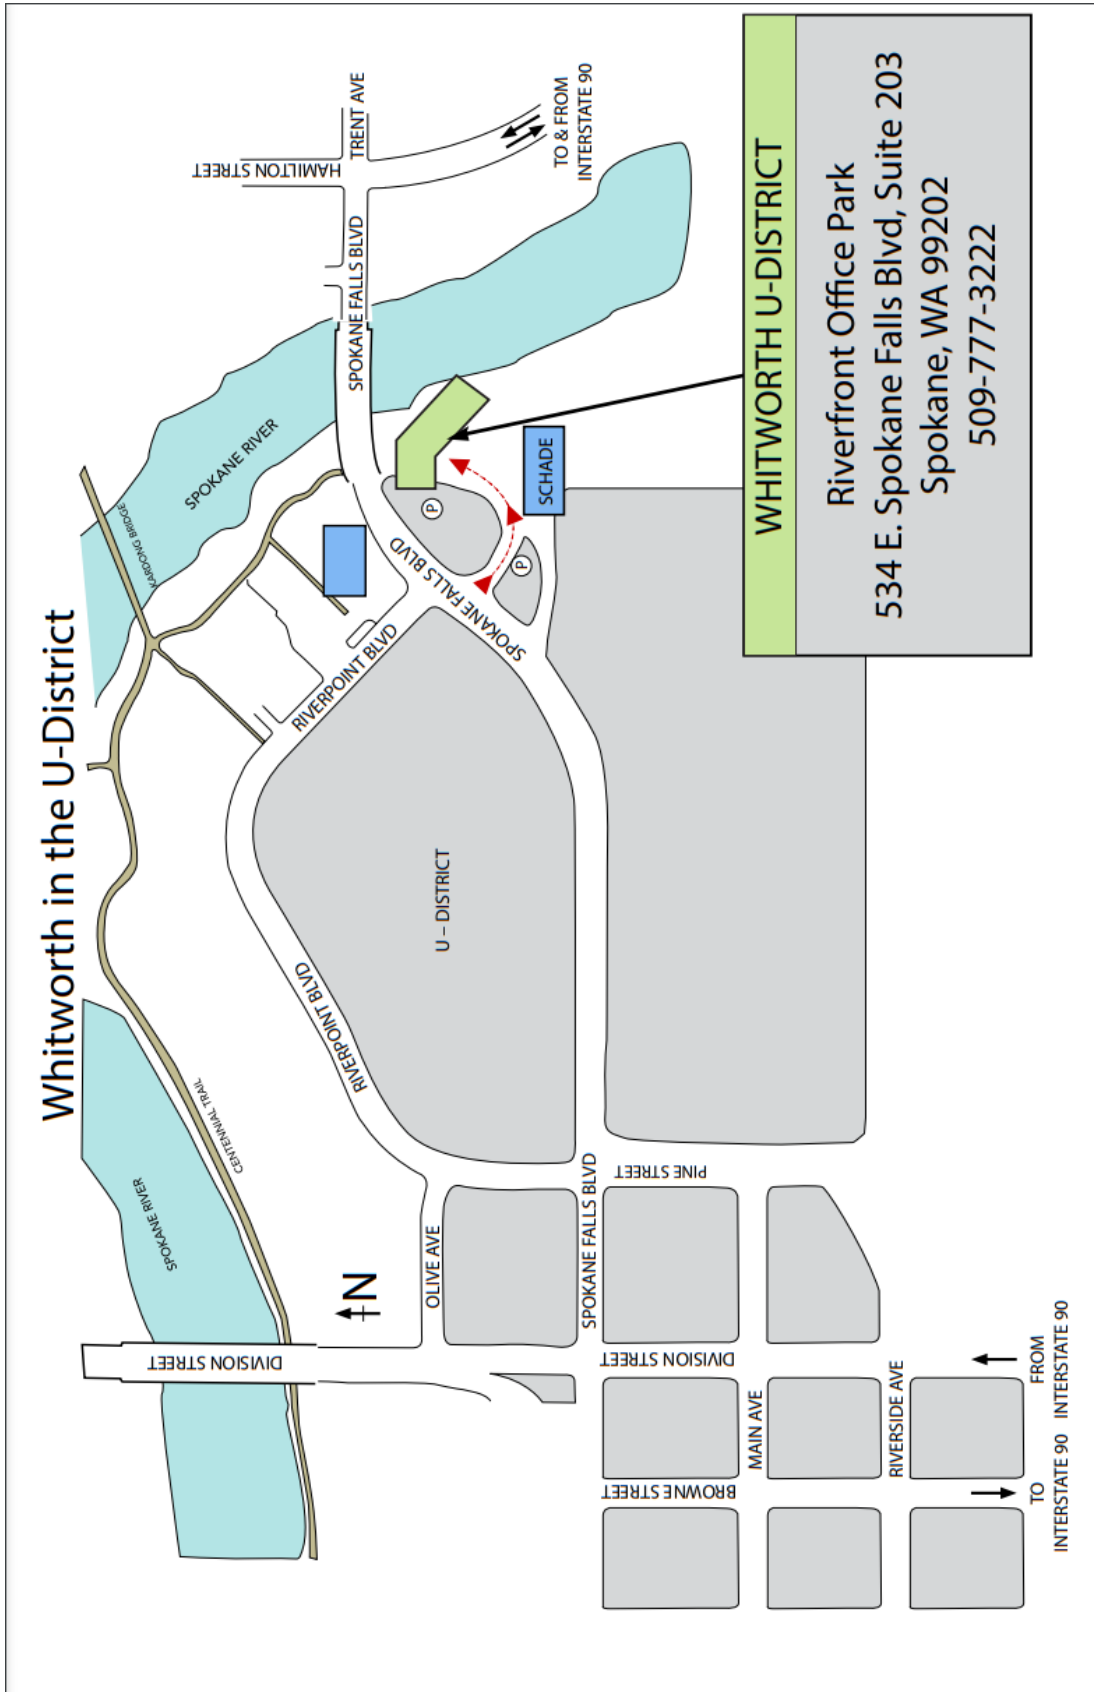 Whitworth in the U-District
SPOKANE RIVER
CENTENNIAL TRAIL
KARDONG BRIDGE
SPOKANE RIVER
HAMILTON STREET
TRENT AVE
SPOKANE FALLS BLVD
TO & FROM
INTERSTATE 90
DIVISION STREET
N
OLIVE AVE
RIVERPOINT BLVD
RIVERPOINT BLVD
U – DISTRICT
SPOKANE FALLS BLVD
SPOKANE FALLS BLVD
P
P
SCHADE
SPOKANE FALLS BLVD
PINE STREET
BROWNE STREET
DIVISION STREET
MAIN AVE
RIVERSIDE AVE
TO
INTERSTATE 90
FROM
INTERSTATE 90
WHITWORTH U-DISTRICT
Riverfront Office Park
534 E. Spokane Falls Blvd, Suite 203
Spokane, WA 99202
509-777-3222